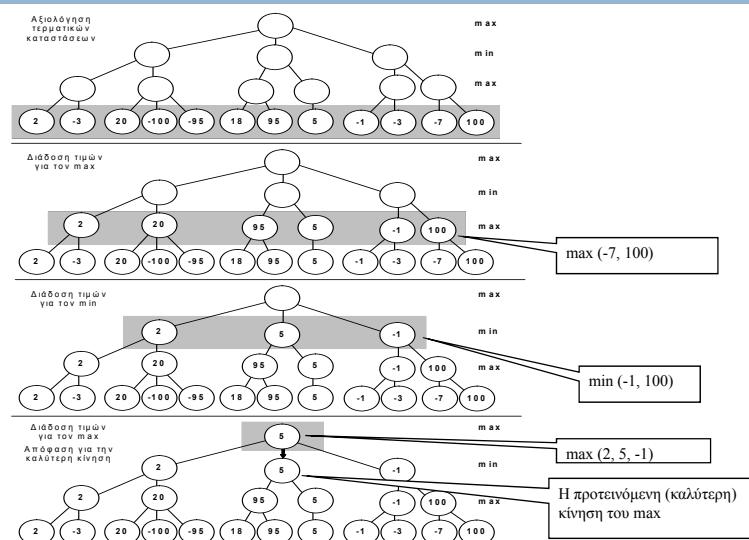 Αξιολόγηση
τερματικών
καταστάσεων
max
min
max
2 -3 20 -100 -95 18 95 5 -1 -3 -7 100
Διάδοση τιμών
για τον max
max
min
2 20 95 5 -1 100 max
2 -3 20 -100 -95 18 95 5 -1 -3 -7 100
max (-7, 100)
Διάδοση τιμών
για τον min
max
2 5 -1 min
2 20 95 5 -1 100 max
2 -3 20 -100 -95 18 95 5 -1 -3 -7 100
min (-1, 100)
Διάδοση τιμών
για τον max
Απόφαση για την
καλύτερη κίνηση
5 max
2 5 -1 min
2 20 95 5 -1 100 max
2 -3 20 -100 -95 18 95 5 -1 -3 -7 100
max (2, 5, -1)
Η προτεινόμενη (καλύτερη)
κίνηση του max